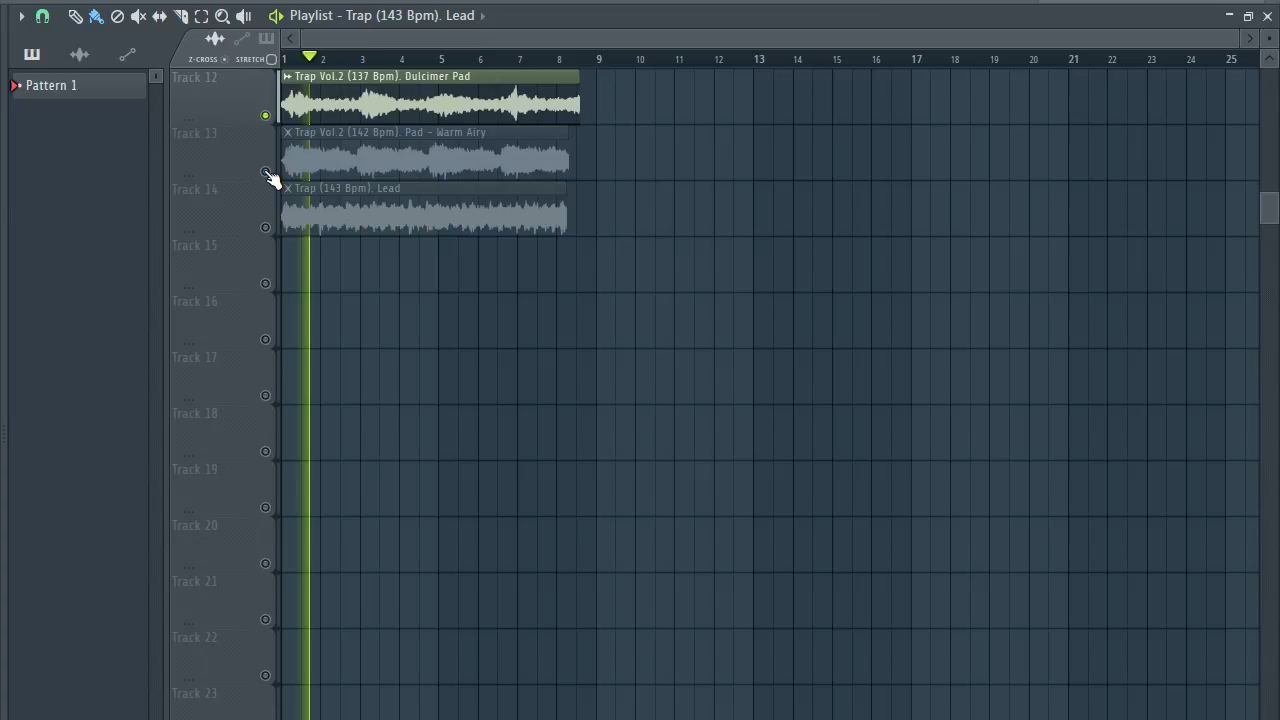 Playlist - Trap (143 Bpm). Lead
Z-CROSS STRETCH
1 2 3 4 5 6 7 8 9 10 11 12 13 14 15 16 17 18 19 20 21 22 23 24 25
Pattern 1
Track 12
Trap Vol.2 (137 Bpm). Dulcimer Pad
Track 13
Trap Vol.2 (142 Bpm). Pad - Warm Airy
Track 14
Trap (143 Bpm). Lead
Track 15
Track 16
Track 17
Track 18
Track 19
Track 20
Track 21
Track 22
Track 23